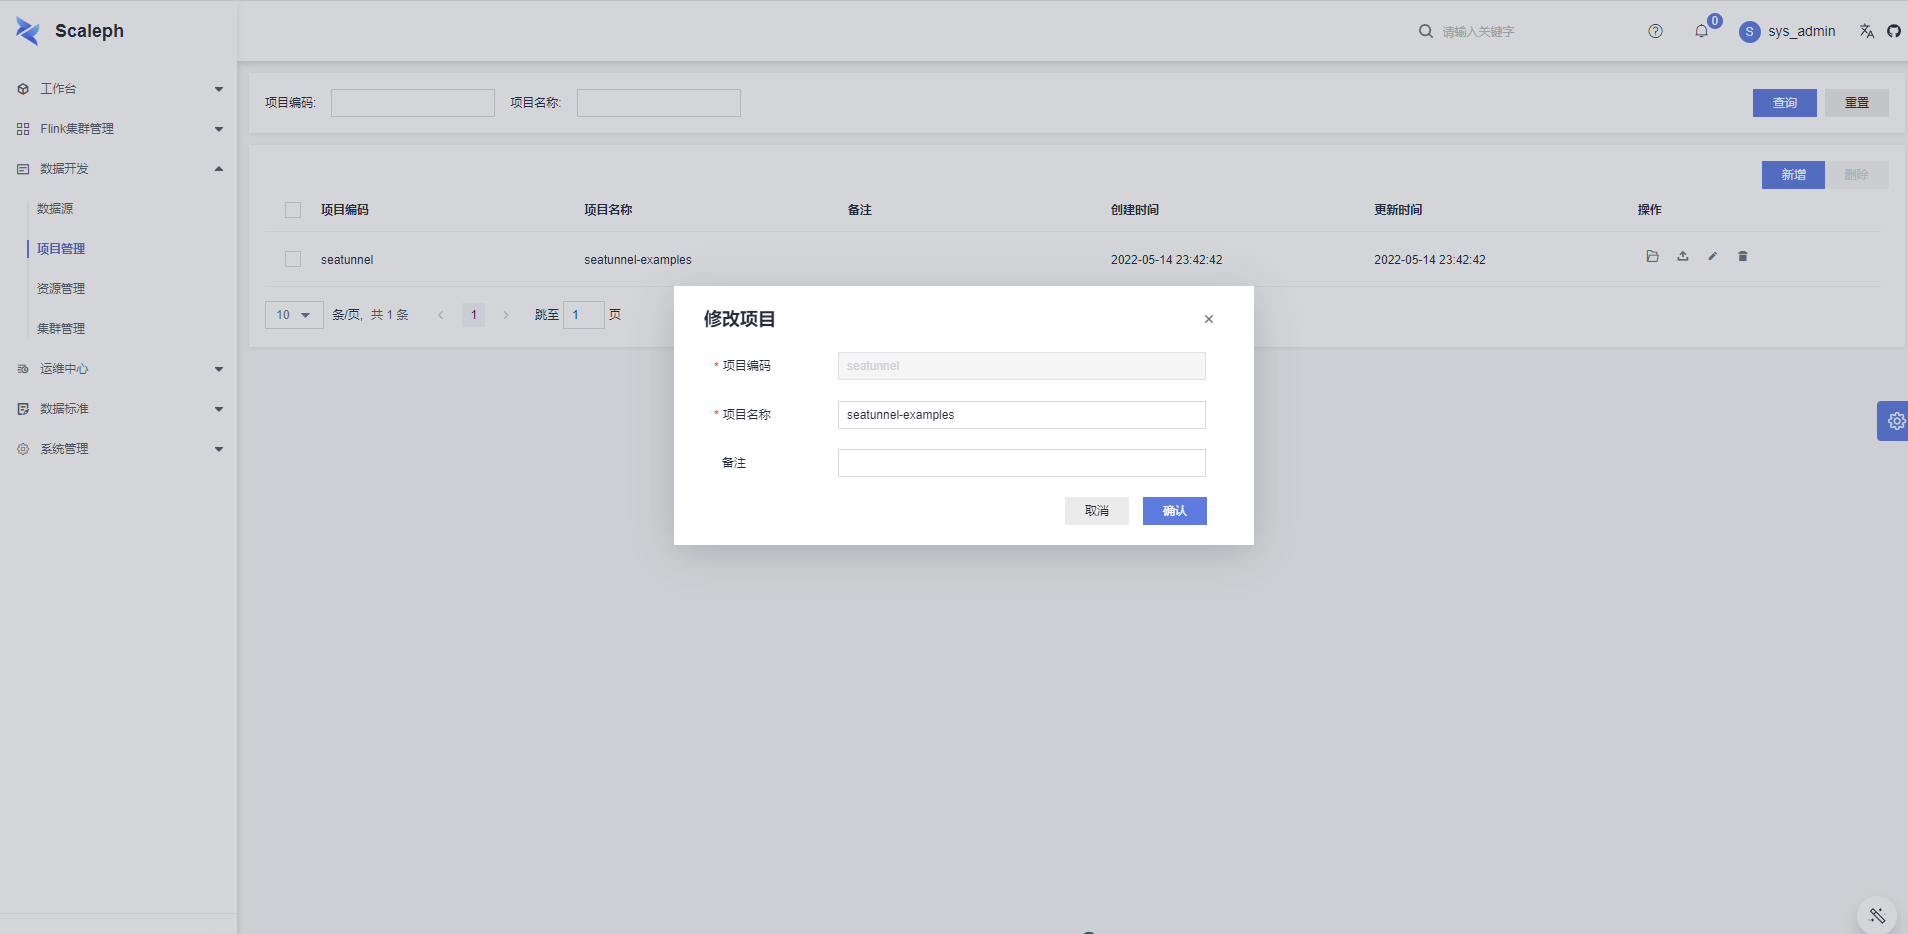 Scaleph
请输入关键字
0
S sys_admin
工作台
Flink集群管理
数据开发
数据源
项目管理
资源管理
集群管理
运维中心
数据标准
系统管理
项目编码: 项目名称: 查询 重置
新增 删除
项目编码 项目名称 备注 创建时间 更新时间 操作
seatunnel seatunnel-examples 2022-05-14 23:42:42 2022-05-14 23:42:42
10 条/页, 共 1 条 1 跳至 1 页
修改项目
* 项目编码 seatunnel
* 项目名称 seatunnel-examples
备注
取消 确认